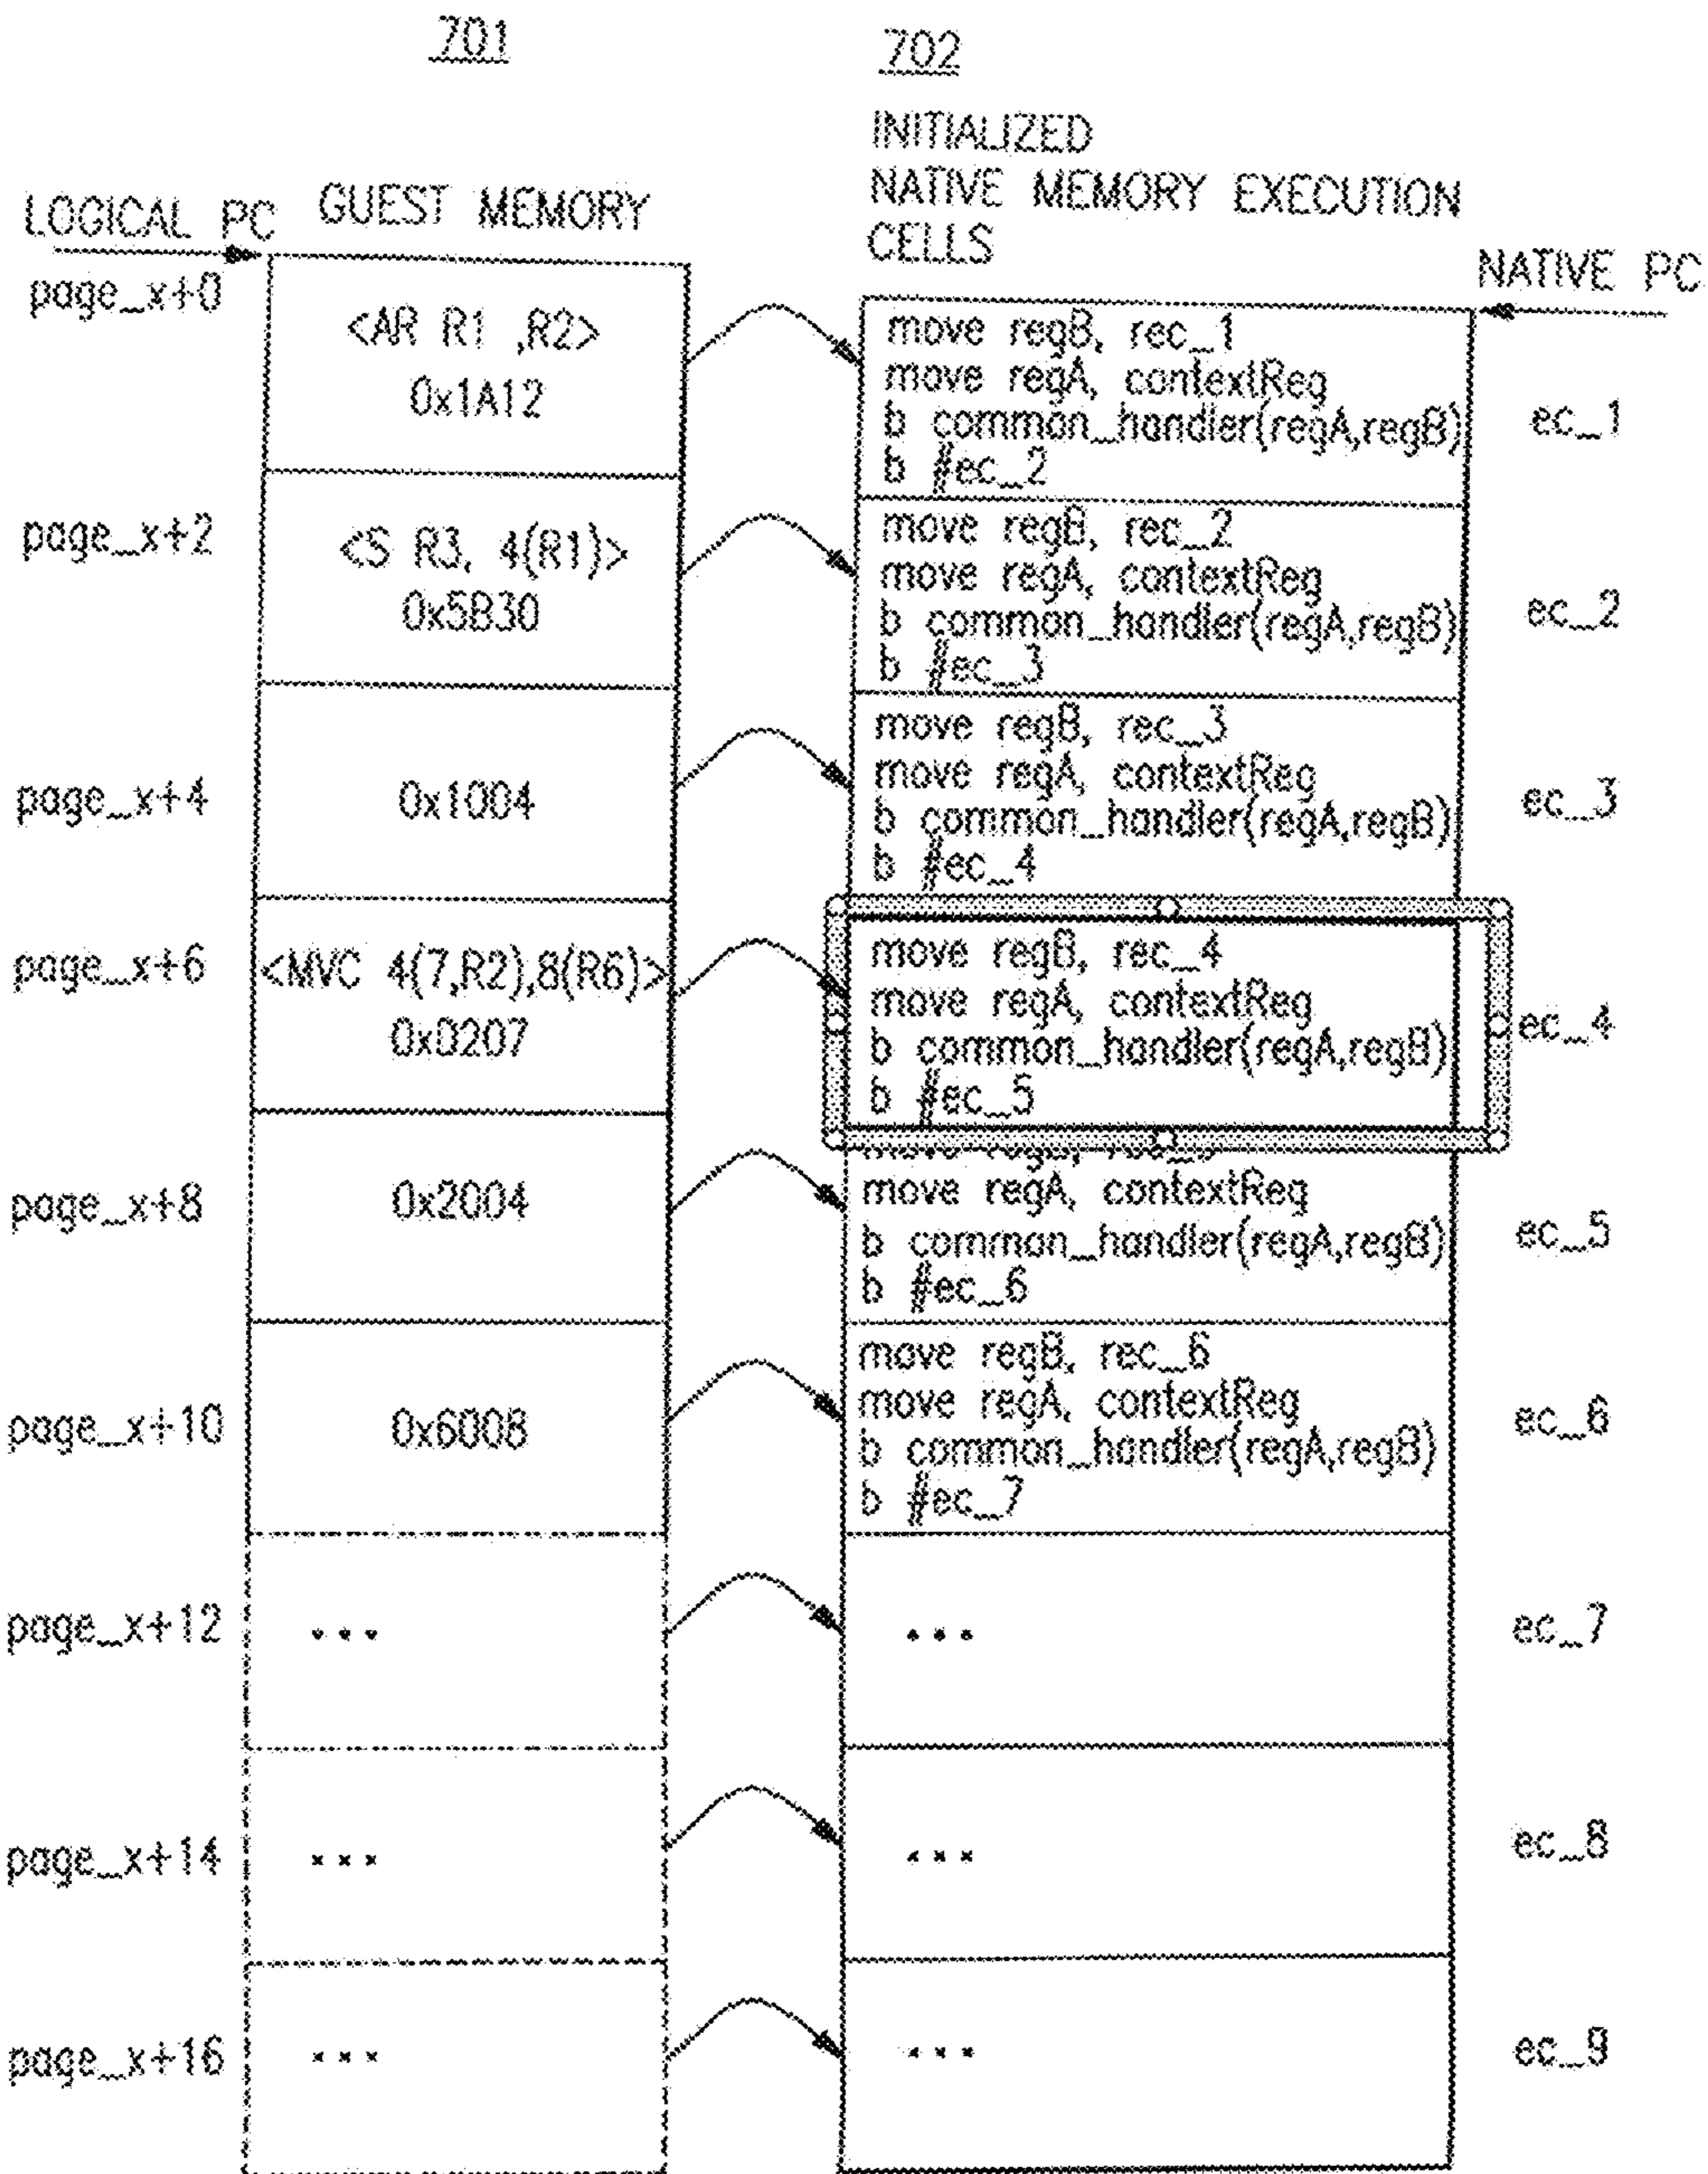 701
702
INITIALIZED
NATIVE MEMORY EXECUTION
CELLS
LOGICAL PC
GUEST MEMORY
NATIVE PC
page_x+0
<AR R1 ,R2>
0x1A12
move regB, rec_1
move regA, contextReg
b common_handler(regA,regB)
b #ec_2
ec_1
page_x+2
<S R3, 4(R1)>
0x5B30
move regB, rec_2
move regA, contextReg
b common_handler(regA,regB)
b #ec_3
ec_2
page_x+4
0x1004
move regB, rec_3
move regA, contextReg
b common_handler(regA,regB)
b #ec_4
ec_3
page_x+6
<MVC 4(7,R2),8(R6)>
0xD207
move regB, rec_4
move regA, contextReg
b common_handler(regA,regB)
b #ec_5
ec_4
page_x+8
0x2004
move regA, contextReg
b common_handler(regA,regB)
b #ec_6
ec_5
page_x+10
0x6008
move regB, rec_6
move regA, contextReg
b common_handler(regA,regB)
b #ec_7
ec_6
page_x+12
...
...
ec_7
page_x+14
...
...
ec_8
page_x+16
...
...
ec_9